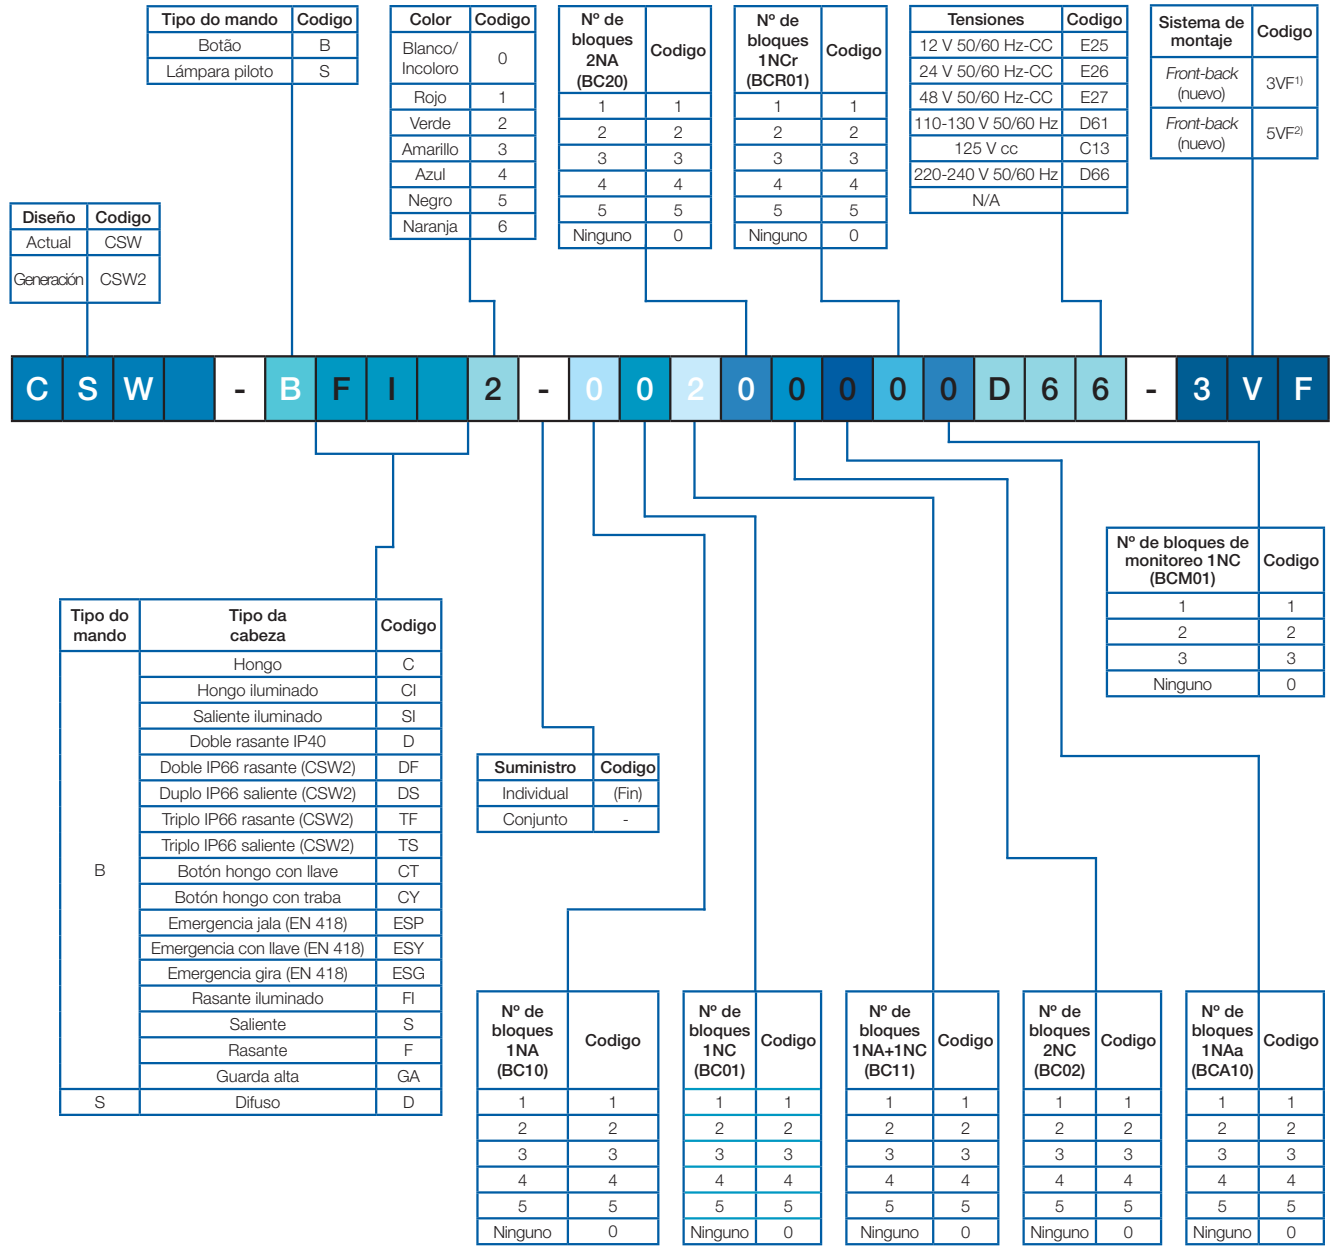 Tipo do mando Codigo
Botão B
Lámpara piloto S
Color Codigo
Blanco/
Incoloro 0
Rojo 1
Verde 2
Amarillo 3
Azul 4
Negro 5
Naranja 6
Nº de
bloques
2NA
(BC20) Codigo
1 1
2 2
3 3
4 4
5 5
Ninguno 0
Nº de
bloques
1NCr
(BCR01) Codigo
1 1
2 2
3 3
4 4
5 5
Ninguno 0
Tensiones Codigo
12 V 50/60 Hz-CC E25
24 V 50/60 Hz-CC E26
48 V 50/60 Hz-CC E27
110-130 V 50/60 Hz D61
125 V cc C13
220-240 V 50/60 Hz D66
N/A
Sistema de
montaje Codigo
Front-back
(nuevo) 3VF1)
Front-back
(nuevo) 5VF2)
Diseño Codigo
Actual CSW
Generación CSW2
C S W - B F I 2 - 0 0 2 0 0 0 0 0 D 6 6 - 3 V F
Nº de bloques de
monitoreo 1NC
(BCM01) Codigo
1 1
2 2
3 3
Ninguno 0
Tipo do
mando
Tipo da
cabeza
Codigo
B
Hongo C
Hongo iluminado CI
Saliente iluminado SI
Doble rasante IP40 D
Doble IP66 rasante (CSW2) DF
Duplo IP66 saliente (CSW2) DS
Triplo IP66 rasante (CSW2) TF
Triplo IP66 saliente (CSW2) TS
Botón hongo con llave CT
Botón hongo con traba CY
Emergencia jala (EN 418) ESP
Emergencia con llave (EN 418) ESY
Emergencia gira (EN 418) ESG
Rasante iluminado FI
Saliente S
Rasante F
Guarda alta GA
S Difuso D
Suministro Codigo
Individual (Fin)
Conjunto -
Nº de
bloques
1NA
(BC10) Codigo
1 1
2 2
3 3
4 4
5 5
Ninguno 0
Nº de
bloques
1NC
(BC01) Codigo
1 1
2 2
3 3
4 4
5 5
Ninguno 0
Nº de
bloques
1NA+1NC
(BC11) Codigo
1 1
2 2
3 3
4 4
5 5
Ninguno 0
Nº de
bloques
2NC
(BC02) Codigo
1 1
2 2
3 3
4 4
5 5
Ninguno 0
Nº de
bloques
1NAa
(BCA10) Codigo
1 1
2 2
3 3
4 4
5 5
Ninguno 0